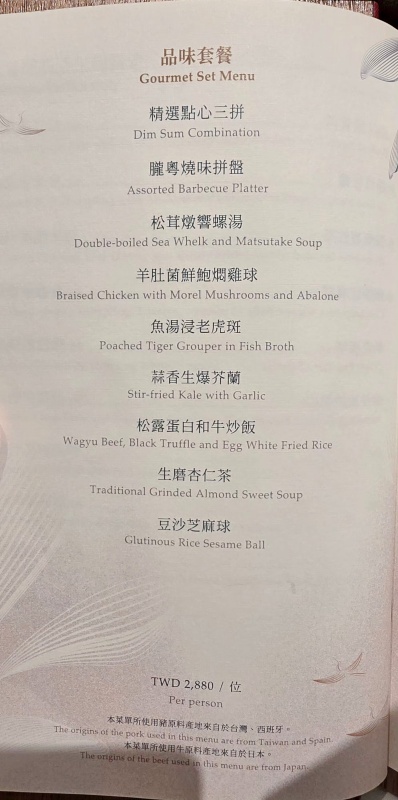 品味套餐
Gourmet Set Menu
精選點心三拼
Dim Sum Combination
朧粵燒味拼盤
Assorted Barbecue Platter
松茸燉響螺湯
Double-boiled Sea Whelk and Matsutake Soup
羊肚菌鮮鮑燜雞球
Braised Chicken with Morel Mushrooms and Abalone
魚湯浸老虎斑
Poached Tiger Grouper in Fish Broth
蒜香生爆芥蘭
Stir-fried Kale with Garlic
松露蛋白和牛炒飯
Wagyu Beef, Black Truffle and Egg White Fried Rice
生磨杏仁茶
Traditional Grinded Almond Sweet Soup
豆沙芝麻球
Glutinous Rice Sesame Ball
TWD 2,880 / 位
Per person
本菜單所使用豬原料產地來自於台灣、西班牙。
The origins of the pork used in this menu are from Taiwan and Spain.
本菜單所使用牛原料產地來自於日本。
The origins of the beef used in this menu are from Japan.